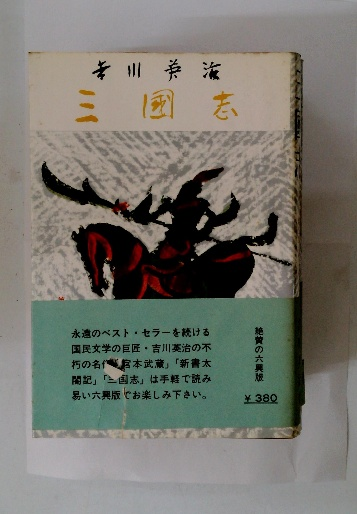 吉川英治
三國志
永遠のベスト・セラーを続ける
国民文学の巨匠・吉川英治の不
朽の名作「宮本武蔵」「新書太
閤記」「三国志」は手軽で読み
易い六興版でお楽しみ下さい。
絶賛の六興版
¥380